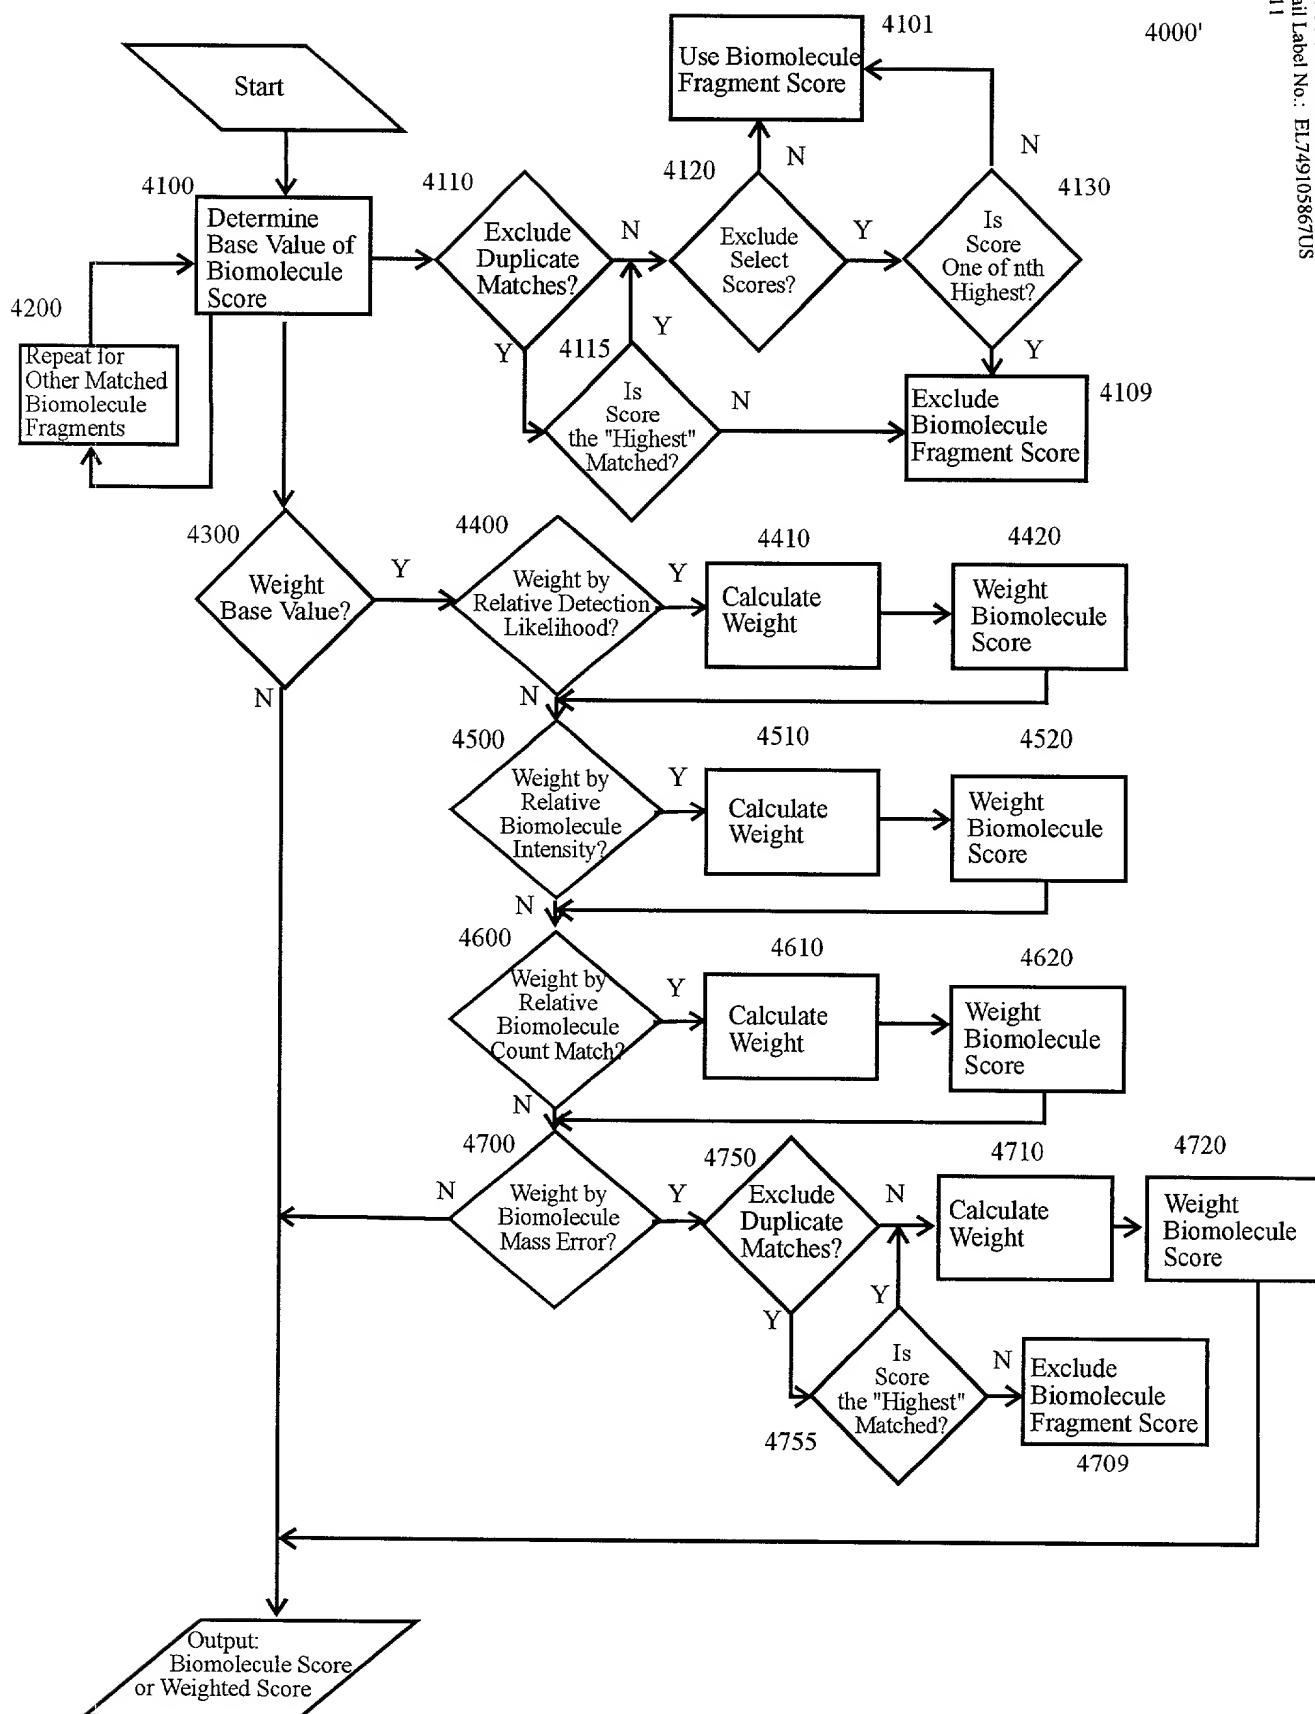 4101
4000'
ail Label No.: EL749105867US
11
Start
Use Biomolecule
Fragment Score
N
N
4100
4110
4120
4130
Determine
Base Value of
Biomolecule
Score
Exclude
Duplicate
Matches?
N
Exclude
Select
Scores?
Y
Is
Score
One of nth
Highest?
4200
Repeat for
Other Matched
Biomolecule
Fragments
Y
4115
Y
Y
Is
Score
the "Highest"
Matched?
N
4109
Exclude
Biomolecule
Fragment Score
4300
Weight
Base Value?
Y
N
4400
Weight by
Relative Detection
Likelihood?
Y
N
4410
Calculate
Weight
4420
Weight
Biomolecule
Score
4500
Weight by
Relative
Biomolecule
Intensity?
Y
N
4510
Calculate
Weight
4520
Weight
Biomolecule
Score
4600
Weight by
Relative
Biomolecule
Count Match?
Y
N
4610
Calculate
Weight
4620
Weight
Biomolecule
Score
4700
N
Weight by
Biomolecule
Mass Error?
Y
4750
Exclude
Duplicate
Matches?
N
Y
4710
Calculate
Weight
4720
Weight
Biomolecule
Score
Y
Is
Score
the "Highest"
Matched?
4755
N
Exclude
Biomolecule
Fragment Score
4709
Output:
Biomolecule Score
or Weighted Score